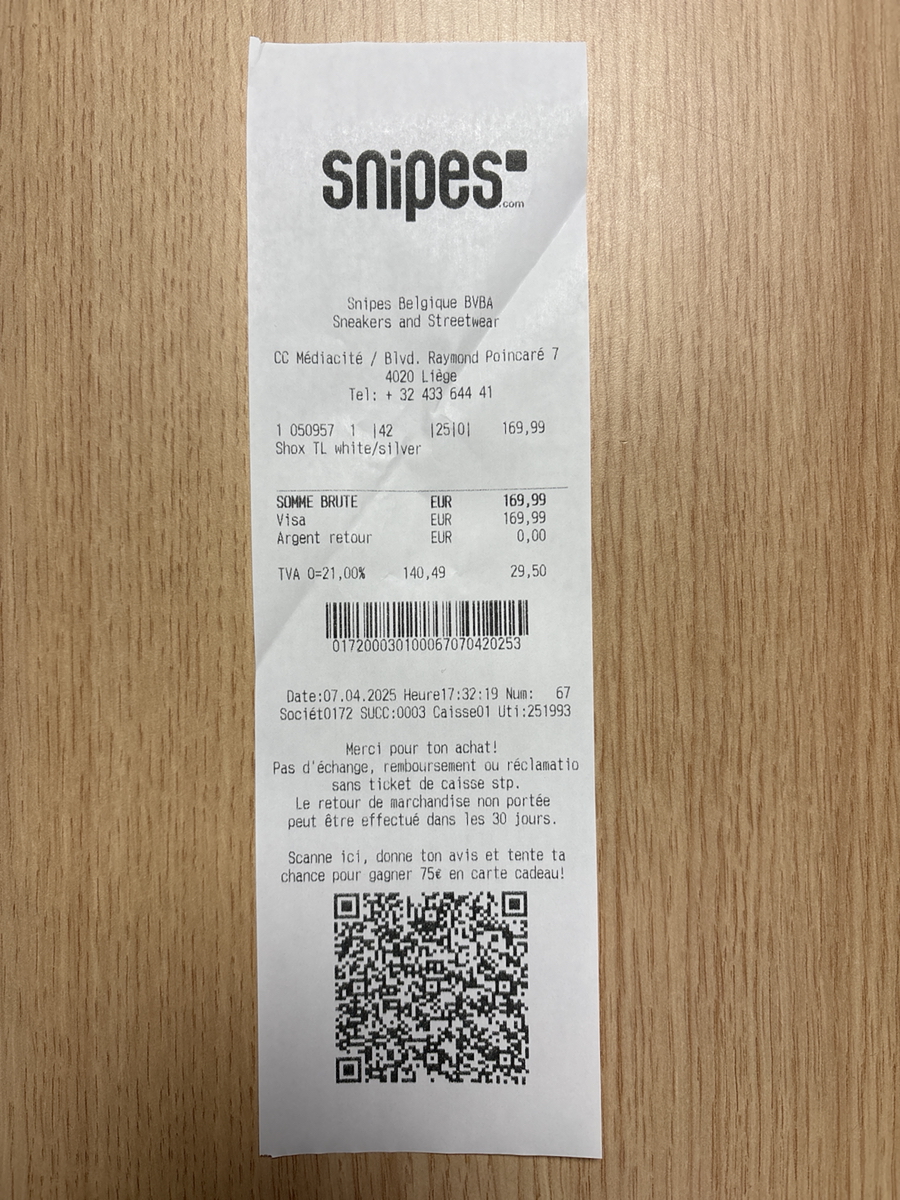 snipes
.com
Snipes Belgique BVBA
Sneakers and Streetwear
CC Médiacité / Blvd. Raymond Poincaré 7
4020 Liège
Tel: + 32 433 644 41
1 050957 1 |42 |25|0| 169,99
Shox TL white/silver
SOMME BRUTE EUR 169,99
Visa EUR 169,99
Argent retour EUR 0,00
TVA 0=21,00% 140,49 29,50
017200030100067070420253
Date:07.04.2025 Heure17:32:19 Num: 67
Sociét0172 SUCC:0003 Caisse01 Uti:251993
Merci pour ton achat!
Pas d'échange, remboursement ou réclamatio
sans ticket de caisse stp.
Le retour de marchandise non portée
peut être effectué dans les 30 jours.
Scanne ici, donne ton avis et tente ta
chance pour gagner 75€ en carte cadeau!